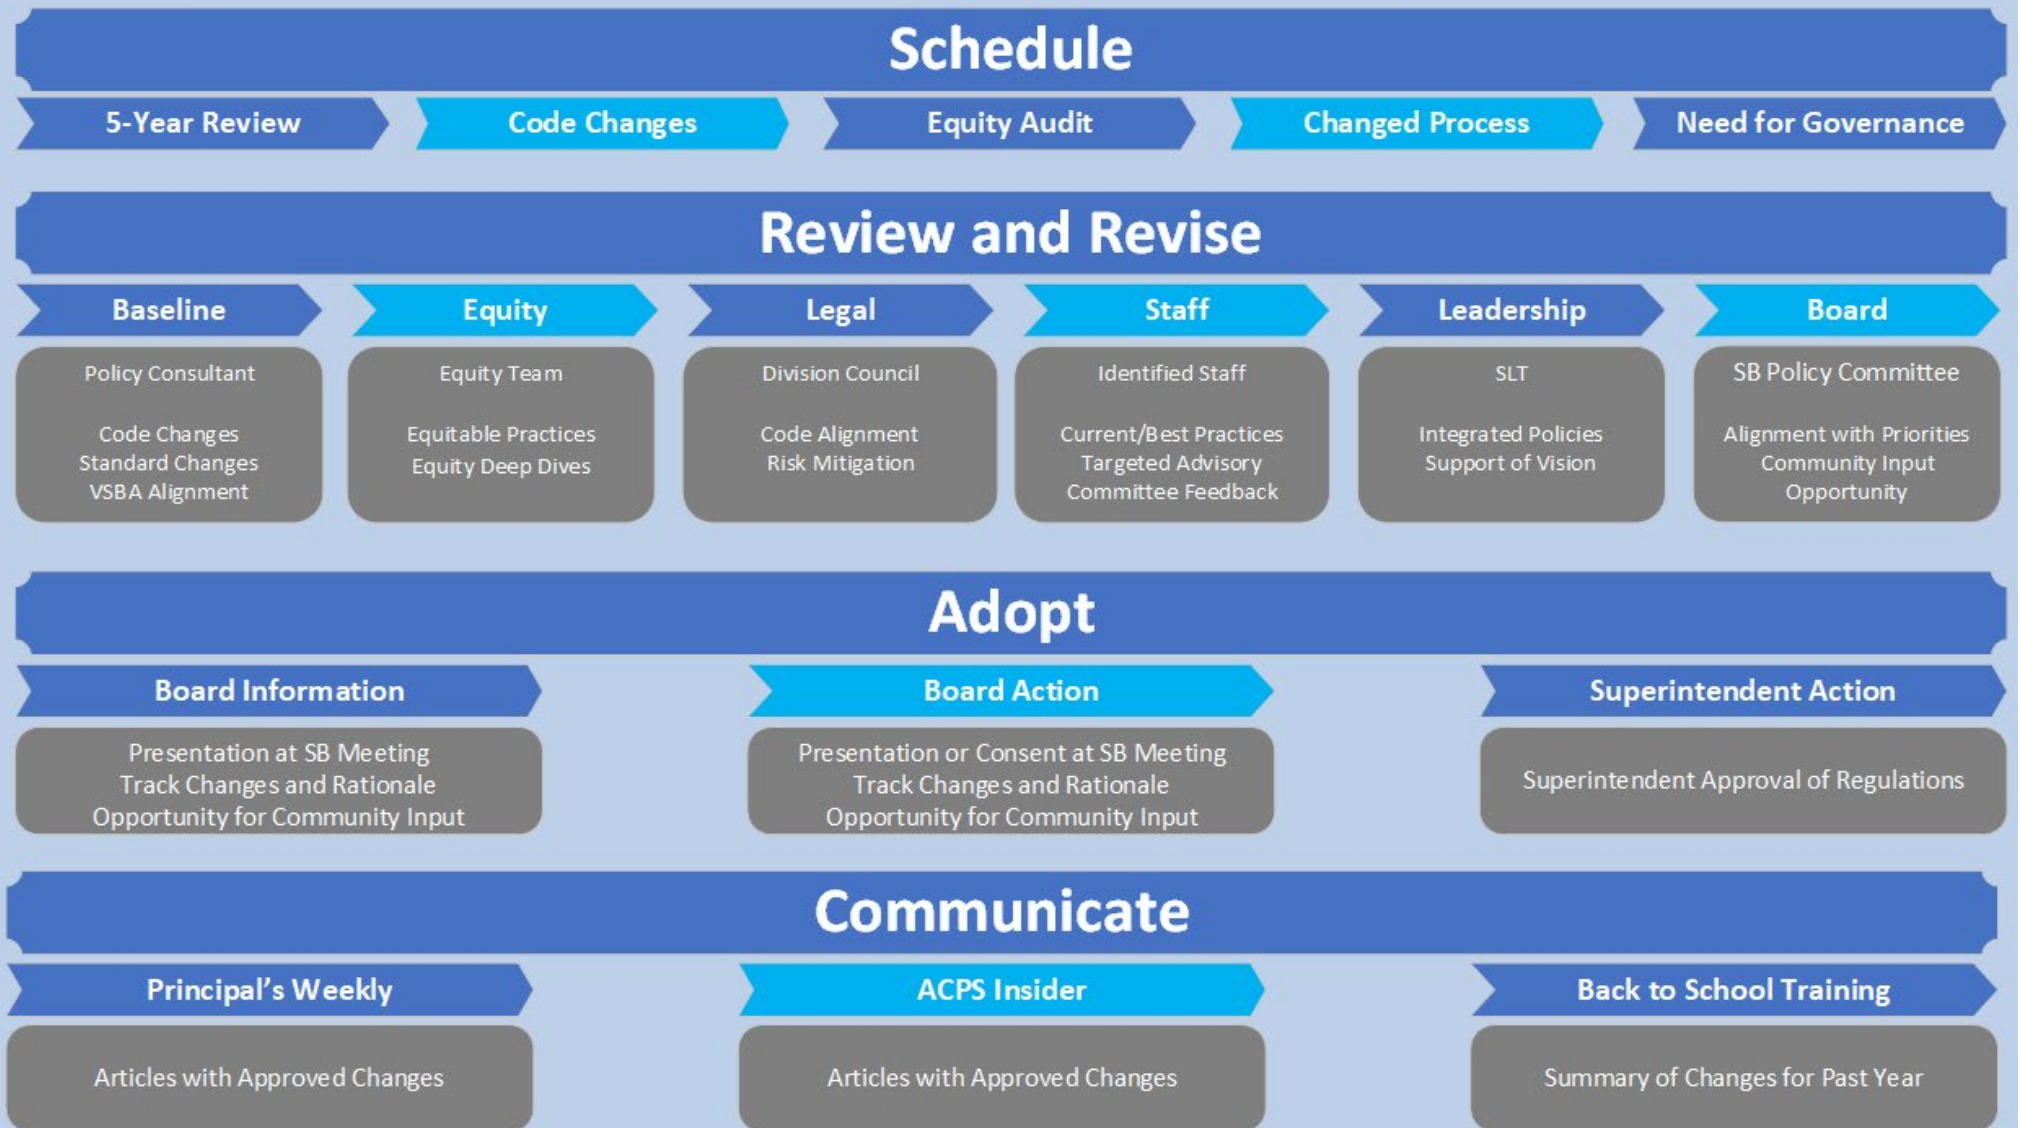 Schedule
5-Year Review
Code Changes
Equity Audit
Changed Process
Need for Governance
Review and Revise
Baseline
Equity
Legal
Staff
Leadership
Board
Policy Consultant
Code Changes
Standard Changes
VSBA Alignment
Equity Team
Equitable Practices
Equity Deep Dives
Division Council
Code Alignment
Risk Mitigation
Identified Staff
Current/Best Practices
Targeted Advisory
Committee Feedback
SLT
Integrated Policies
Support of Vision
SB Policy Committee
Alignment with Priorities
Community Input
Opportunity
Adopt
Board Information
Board Action
Superintendent Action
Presentation at SB Meeting
Track Changes and Rationale
Opportunity for Community Input
Presentation or Consent at SB Meeting
Track Changes and Rationale
Opportunity for Community Input
Superintendent Approval of Regulations
Communicate
Principal’s Weekly
ACPS Insider
Back to School Training
Articles with Approved Changes
Articles with Approved Changes
Summary of Changes for Past Year